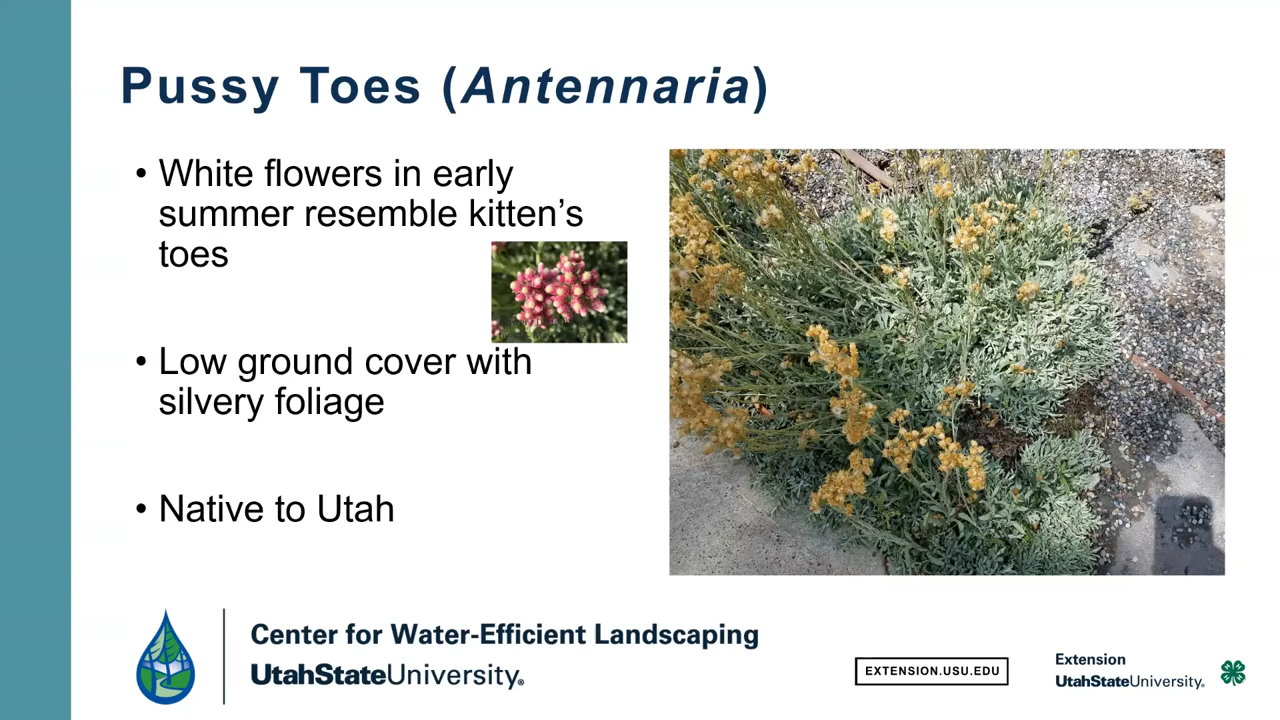 Pussy Toes (Antennaria)
• White flowers in early
summer resemble kitten’s
toes
• Low ground cover with
silvery foliage
• Native to Utah
Center for Water-Efficient Landscaping
UtahStateUniversity®
EXTENSION.USU.EDU
Extension
UtahStateUniversity®